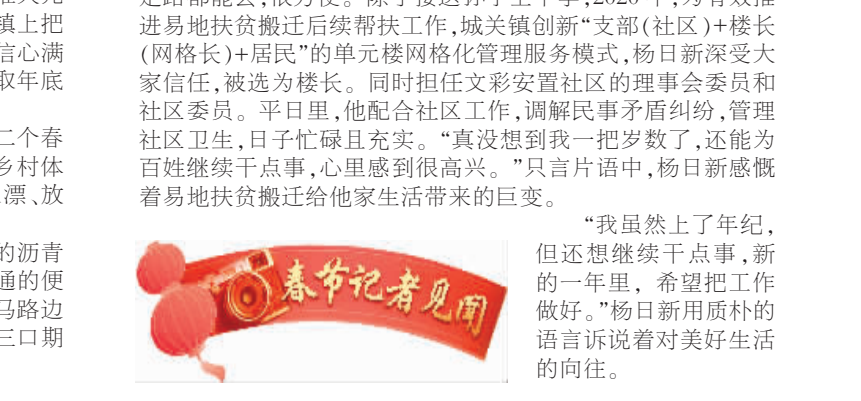 镇上把
信心满
取年底
二个春
乡村体
漂、放
的沥青
通的便
马路边
三口期
进易地扶贫搬迁后续帮扶工作,城关镇创新“支部(社区)+楼长
(网格长)+居民”的单元楼网格化管理服务模式,杨日新深受大
家信任,被选为楼长。同时担任文彩安置社区的理事会委员和
社区委员。平日里,他配合社区工作,调解民事矛盾纠纷,管理
社区卫生,日子忙碌且充实。“真没想到我一把岁数了,还能为
百姓继续干点事,心里感到很高兴。”只言片语中,杨日新感慨
着易地扶贫搬迁给他家生活带来的巨变。
“我虽然上了年纪,
但还想继续干点事,新
的一年里，希望把工作
做好。”杨日新用质朴的
语言诉说着对美好生活
的向往。
春节记者见闻